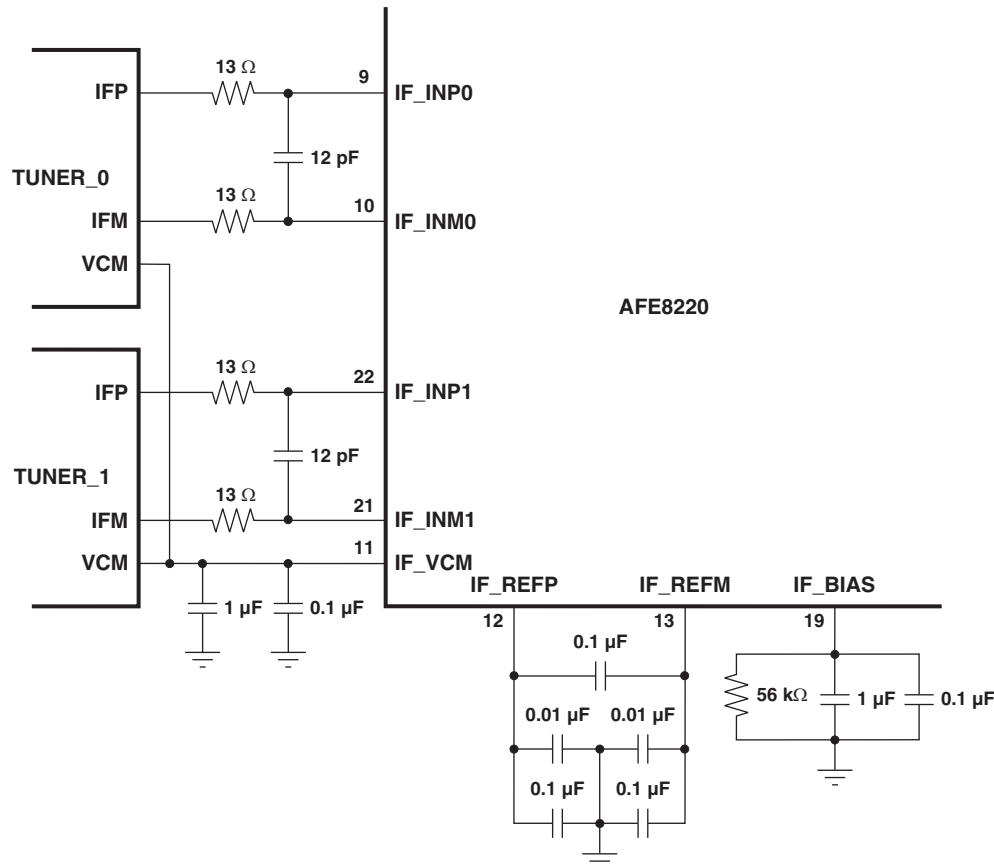 13 Ω
IFP
9
IF_INP0
12 pF
TUNER_0
13 Ω
IFM
10
IF_INM0
VCM
AFE8220
13 Ω
IFP
22
IF_INP1
12 pF
TUNER_1
13 Ω
IFM
21
IF_INM1
VCM
11
IF_VCM
1 µF
0.1 µF
IF_REFP
IF_REFM
IF_BIAS
12
13
19
0.1 µF
56 kΩ
1 µF
0.1 µF
0.01 µF
0.01 µF
0.1 µF
0.1 µF